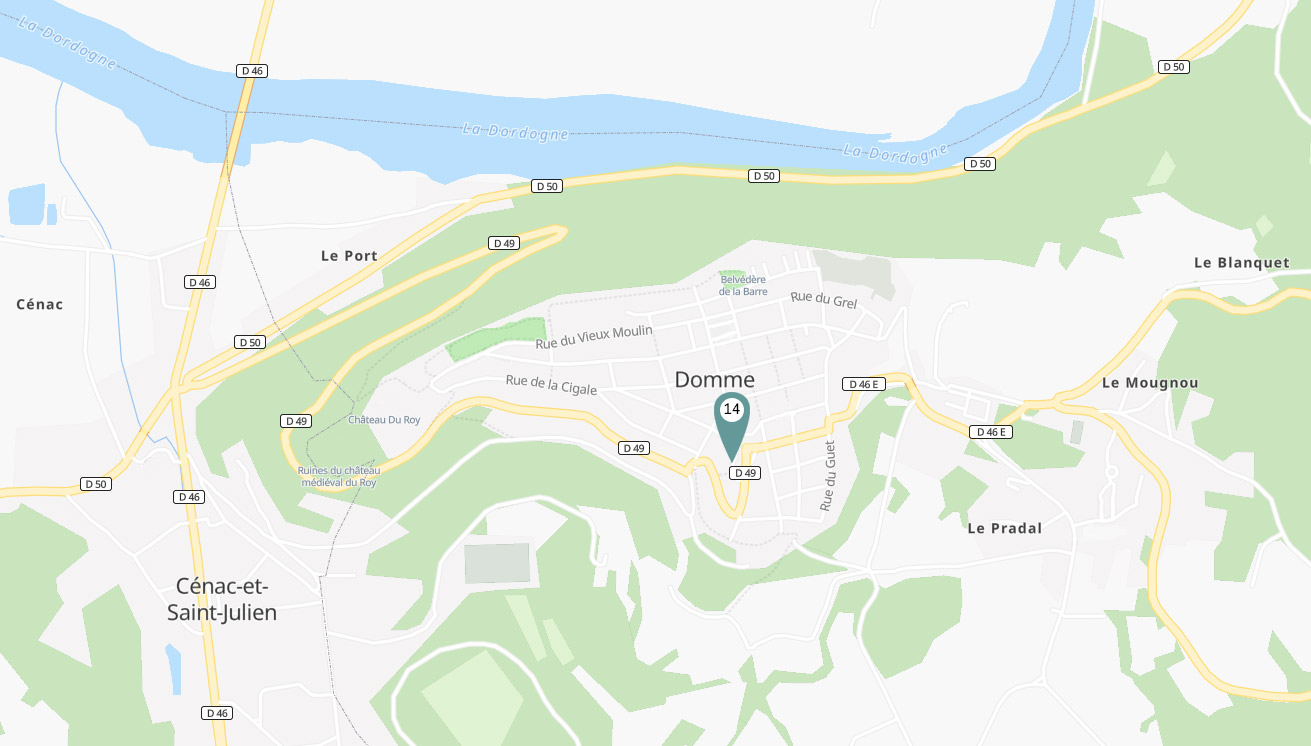 La Dordogne
D 46
D 50
La Dordogne
La Dordogne
D 50
D 50
D 50
D 49
Le Port
Le Blanquet
D 46
Cénac
Belvédère
de la Barre
Rue du Grel
Rue du Vieux Moulin
D 50
Domme
Rue de la Cigale
D 46 E
Le Mougnou
14
D 49
Château Du Roy
D 46 E
D 49
Rue du Guet
Ruines du château
médiéval du Roy
D 49
D 50
D 46
Le Pradal
Cénac-et-
Saint-Julien
D 46